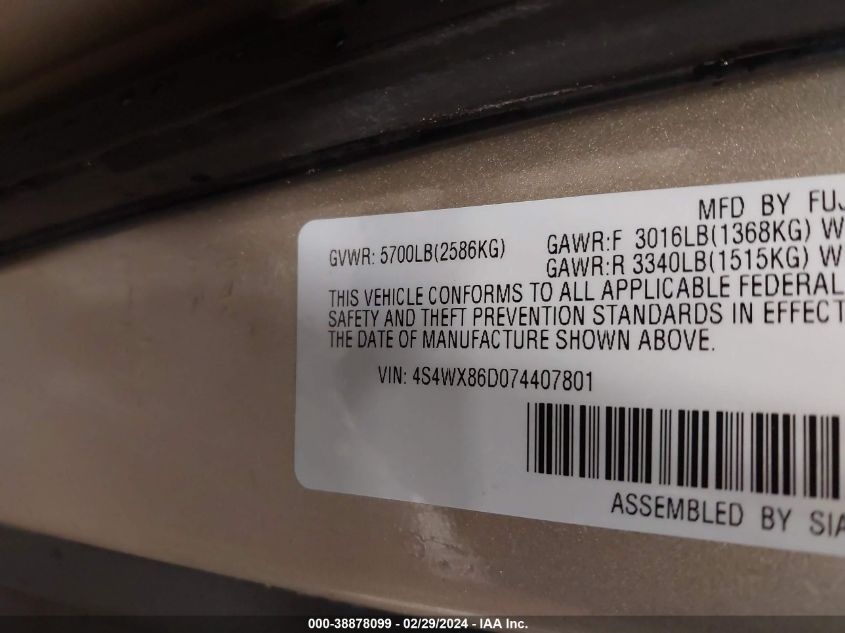 MFD BY FUJ
GVWR: 5700LB(2586KG) GAWR:F 3016LB(1368KG) W
GAWR:R 3340LB(1515KG) W
THIS VEHICLE CONFORMS TO ALL APPLICABLE FEDERAL
SAFETY AND THEFT PREVENTION STANDARDS IN EFFECT
THE DATE OF MANUFACTURE SHOWN ABOVE.
VIN: 4S4WX86D074407801
ASSEMBLED BY SIA
000-38878099 - 02/29/2024 - IAA Inc.